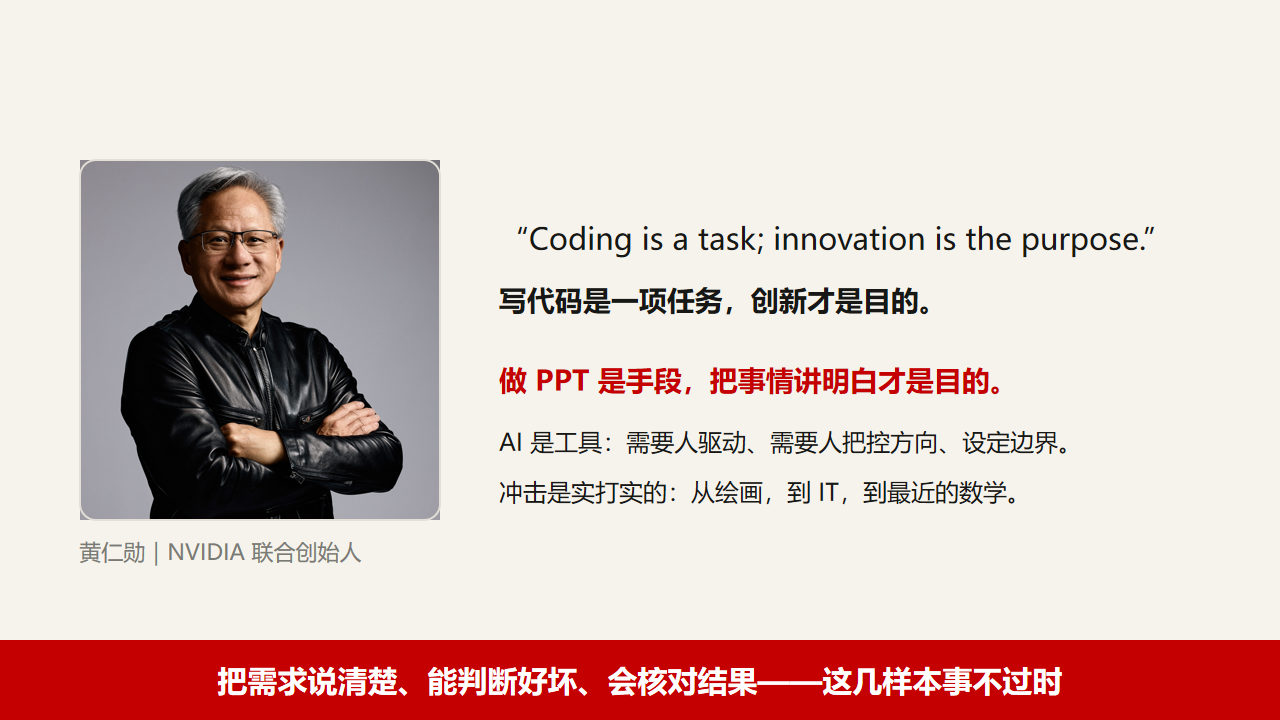 “Coding is a task; innovation is the purpose.”
写代码是一项任务，创新才是目的。
做 PPT 是手段，把事情讲明白才是目的。
AI 是工具：需要人驱动、需要人把控方向、设定边界。
冲击是实打实的：从绘画，到 IT，到最近的数学。
黄仁勋｜NVIDIA 联合创始人
把需求说清楚、能判断好坏、会核对结果——这几样本事不过时